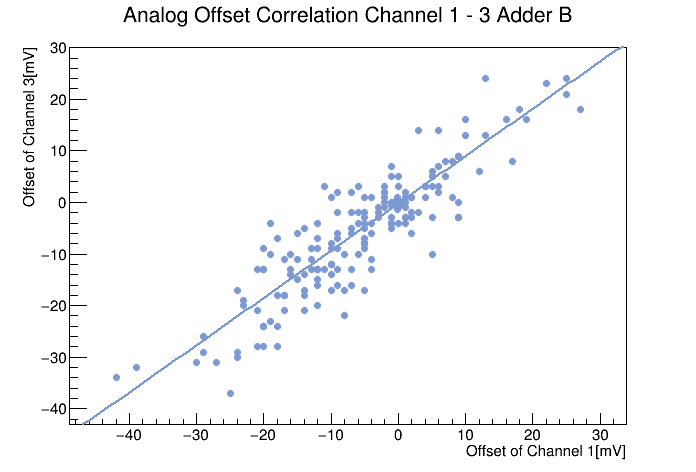 Analog Offset Correlation Channel 1 - 3 Adder B
Offset of Channel 3[mV]
30
20
10
0
−10
−20
−30
−40
−40 −30 −20 −10 0 10 20 30
Offset of Channel 1[mV]